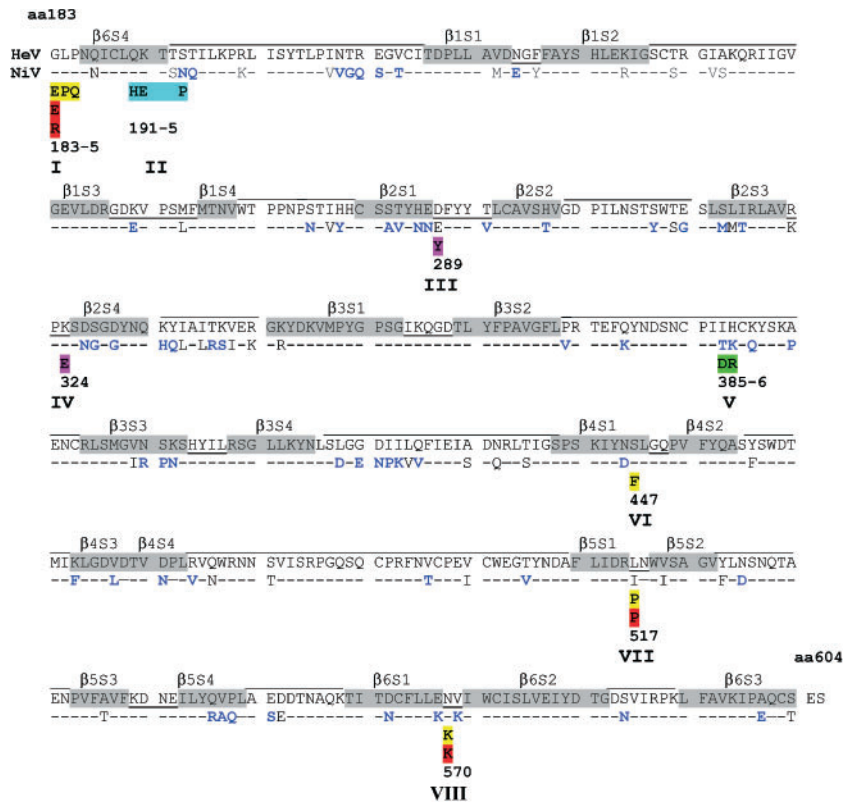 aa183
β6S4 β1S1 β1S2
HeV GLPNQICLQKT TSTILKPRL ISYTLPINTR EGVCITDPLL AVDNGFFAYS HLEKIGSCTR GIAKQRIIGV
NiV ----N----- --SNQ----K-- ------VVGQ S-T------- --M-E-Y--- ---R------ -VS-------
EPQ HE P
E
R
183-5 191-5
I II
β1S3 β1S4 β2S1 β2S2 β2S3
GEVLDRGDKV PSMFMTNVWT PPNPSTIHHC SSTYHEDFYY TLCAVSHVGD PILNSTSWTE SLSLIRLAVR
--------E- --L------- -----N-VY- --AV-NNE-- --V----T-- -------Y-SG --MMT----K
Y
289
III
β2S4 β3S1 β3S2
PKSDSGDYNQ KYIAITKVER GKYDKVMPYG PSGIKQGDTL YFPAVGFLPR TEFQYNDSNC PIIHCKYSKA
---NG-G--- HQL-LRSI-K -R-------- ---------- --------V- ---K------ --TK-Q---P
E DR
324 385-6
IV V
β3S3 β3S4 β4S1 β4S2
ENCRLSMGVN SKSHYILRSG LLKYNLSLGG DIILQFIEIA DNRLTIGSPS KIYNSLGQPV FYQASYSWDT
--------IR PN-------- -------D-E NPKVV---S- -Q--S----- ---D------ -----F----
F
447
VI
β4S3 β4S4 β5S1 β5S2
MIKLGDVDTV DPLRVQWRNN SVISRPGQSQ CPRFNVCPEV CWEGTYNDAF LIDRLNWVSA GVYLNSNQTA
--F---L--- N--V-N---- --T------- -----T---I ----V----- ----I--I-- --F-D-----
P
P
517
VII aa604
β5S3 β5S4 β6S1 β6S2 β6S3
ENPVFAVFKD NEILYQVPLA EDDTNAQKTI TDCFLLENVI WCISLVEIYD TGDSVIRPKL FAVKIPAQCS ES
-----T---- -----RAQ-- SE-------- -N----K-K- ---------- ---N------ ------E--T --
K
K
570
VIII